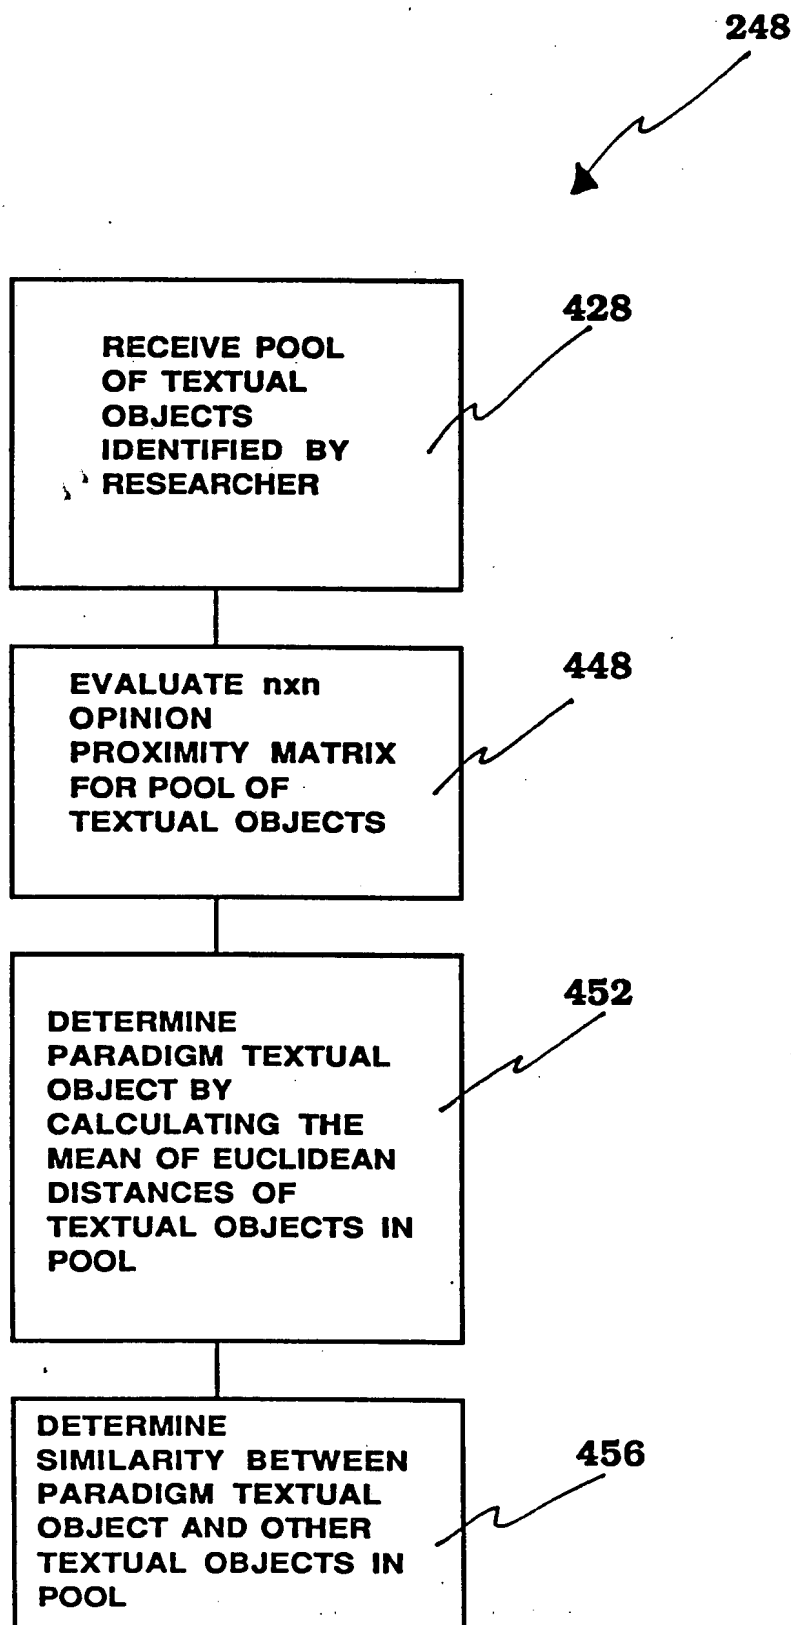 248
428
RECEIVE POOL
OF TEXTUAL
OBJECTS
IDENTIFIED BY
RESEARCHER
448
EVALUATE nxn
OPINION
PROXIMITY MATRIX
FOR POOL OF
TEXTUAL OBJECTS
452
DETERMINE
PARADIGM TEXTUAL
OBJECT BY
CALCULATING THE
MEAN OF EUCLIDEAN
DISTANCES OF
TEXTUAL OBJECTS IN
POOL
456
DETERMINE
SIMILARITY BETWEEN
PARADIGM TEXTUAL
OBJECT AND OTHER
TEXTUAL OBJECTS IN
POOL